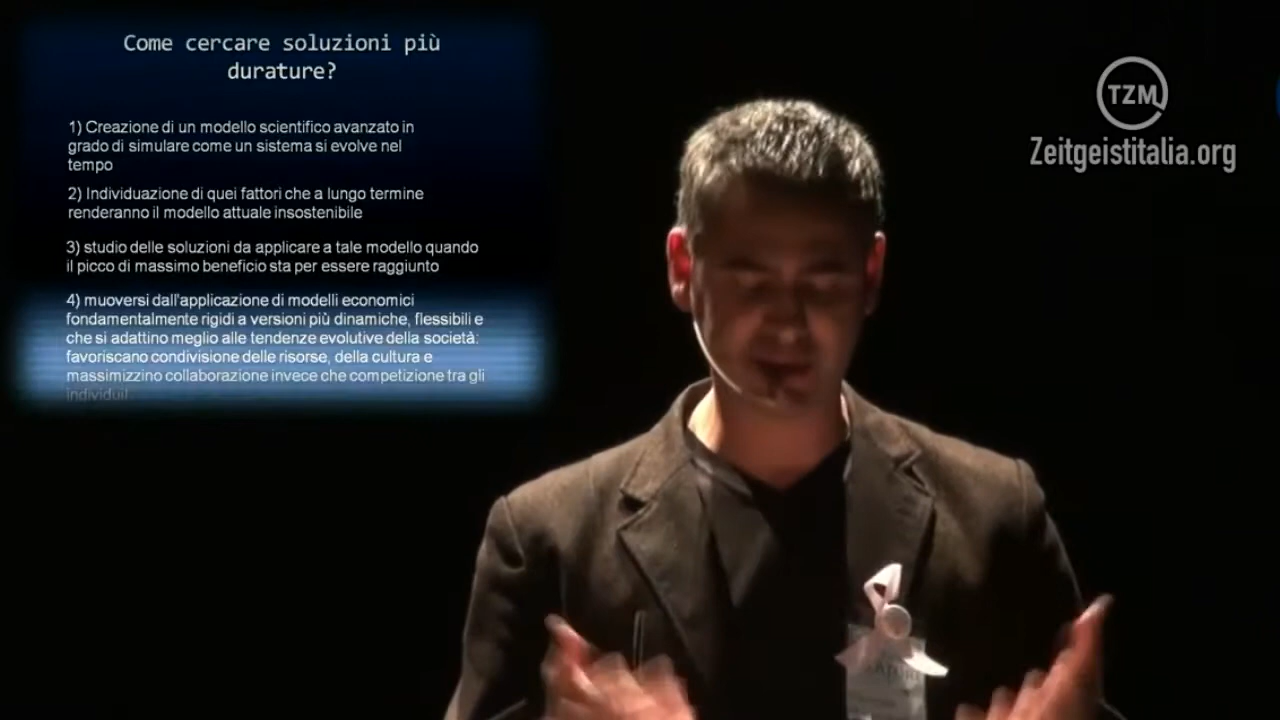 Come cercare soluzioni più
durature?
1) Creazione di un modello scientifico avanzato in
grado di simulare come un sistema si evolve nel
tempo
2) Individuazione di quei fattori che a lungo termine
renderanno il modello attuale insostenibile
3) studio delle soluzioni da applicare a tale modello quando
il picco di massimo beneficio sta per essere raggiunto
4) muoversi dall'applicazione di modelli economici
fondamentalmente rigidi a versioni più dinamiche, flessibili e
che si adattino meglio alle tendenze evolutive della società:
favoriscano condivisione delle risorse, della cultura e
massimizzino collaborazione invece che competizione tra gli
TZM
Zeitgeistitalia.org